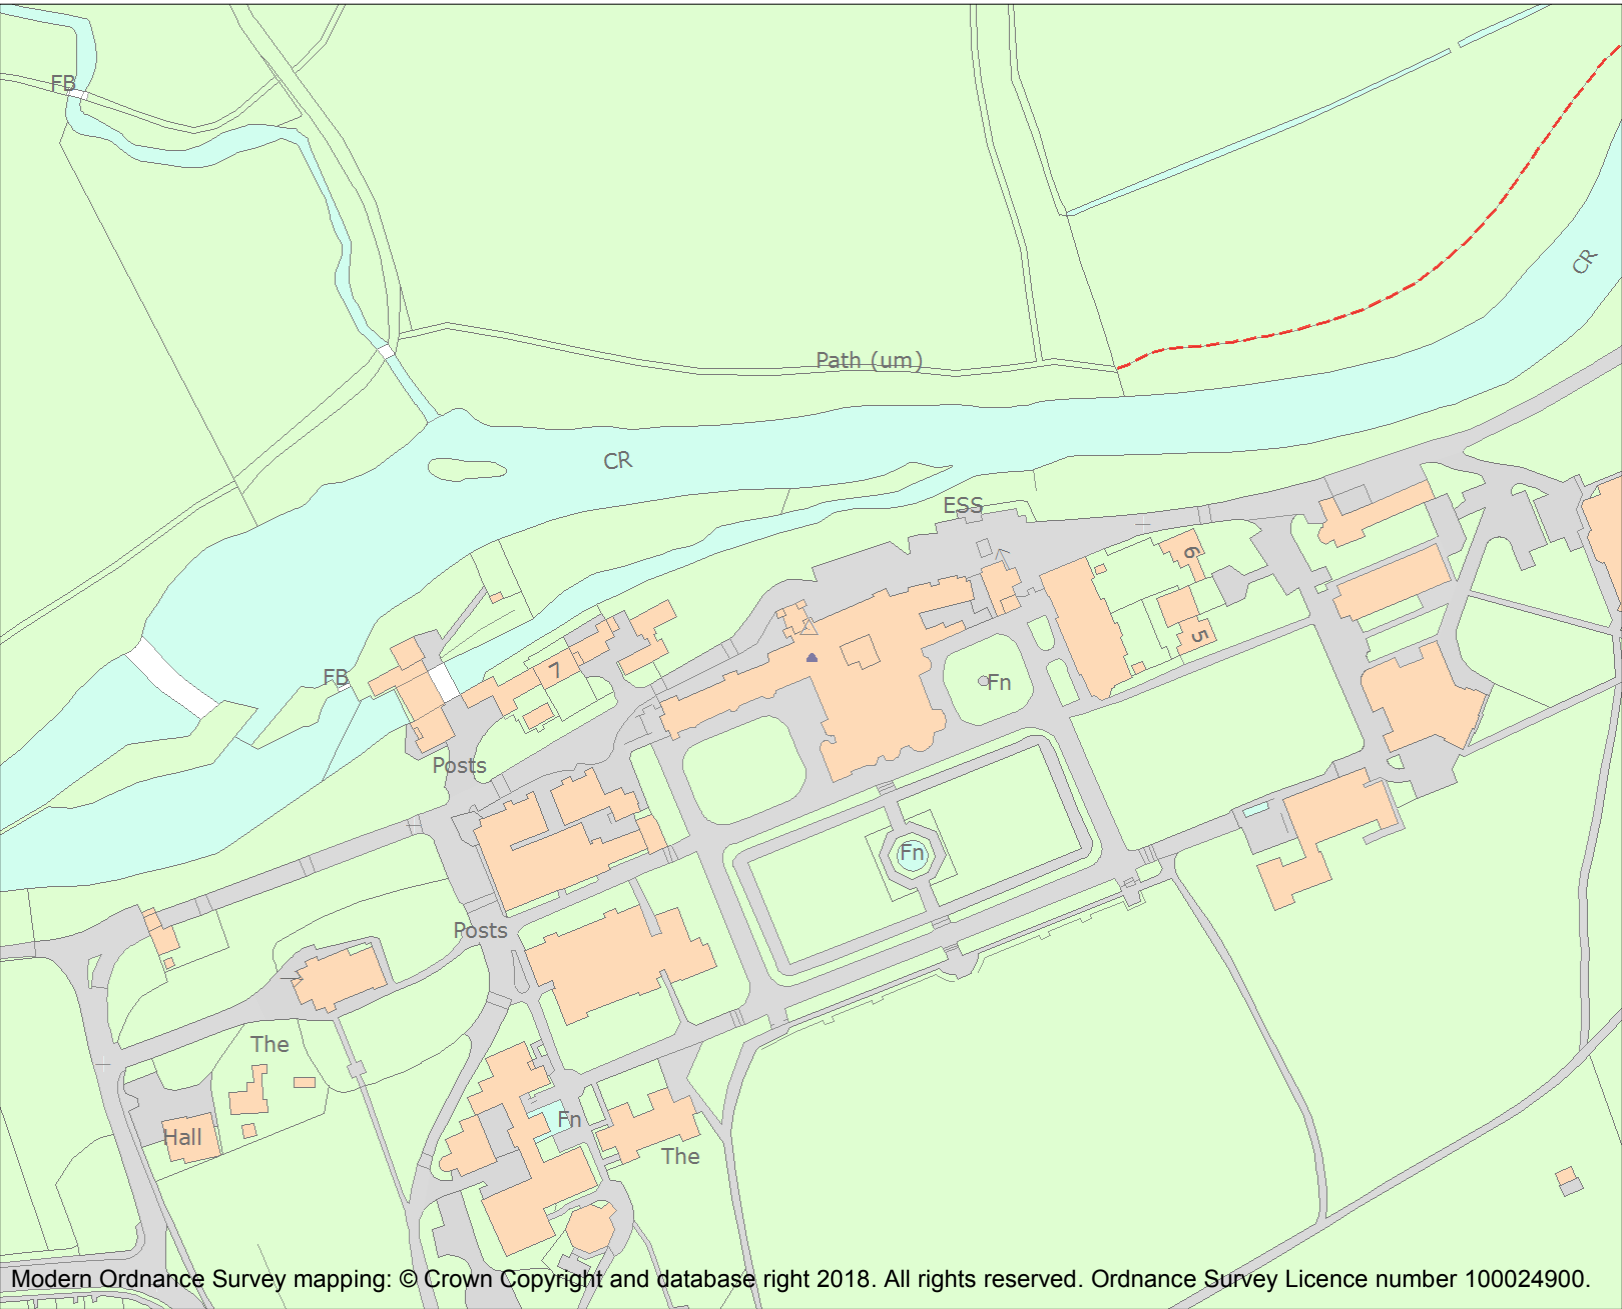 FB
CR
Path (um)
CR
ESS
6
5
7
FB
Fn
Posts
Fn
Posts
The
Fn
Hall
The
Modern Ordnance Survey mapping: © Crown Copyright and database right 2018. All rights reserved. Ordnance Survey Licence number 100024900.